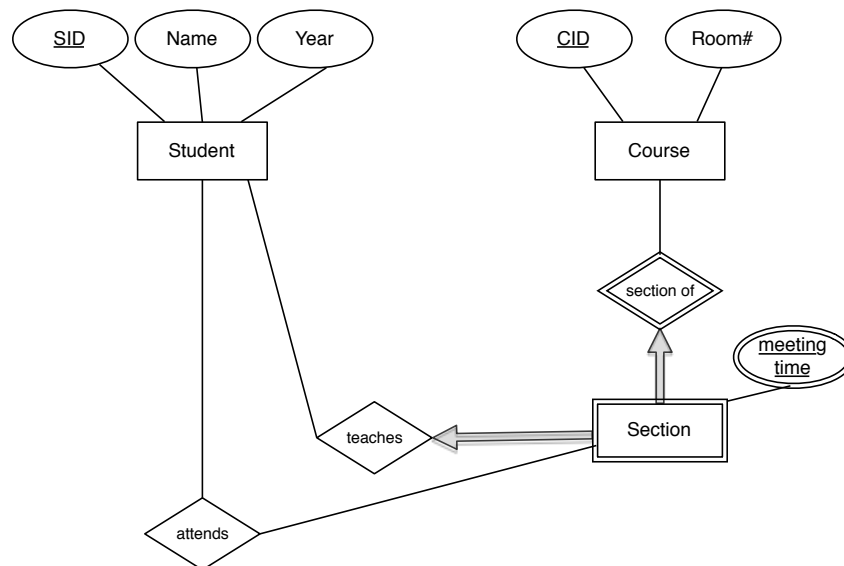 SID
Name
Year
CID
Room#
Student
Course
section of
meeting
time
teaches
Section
attends